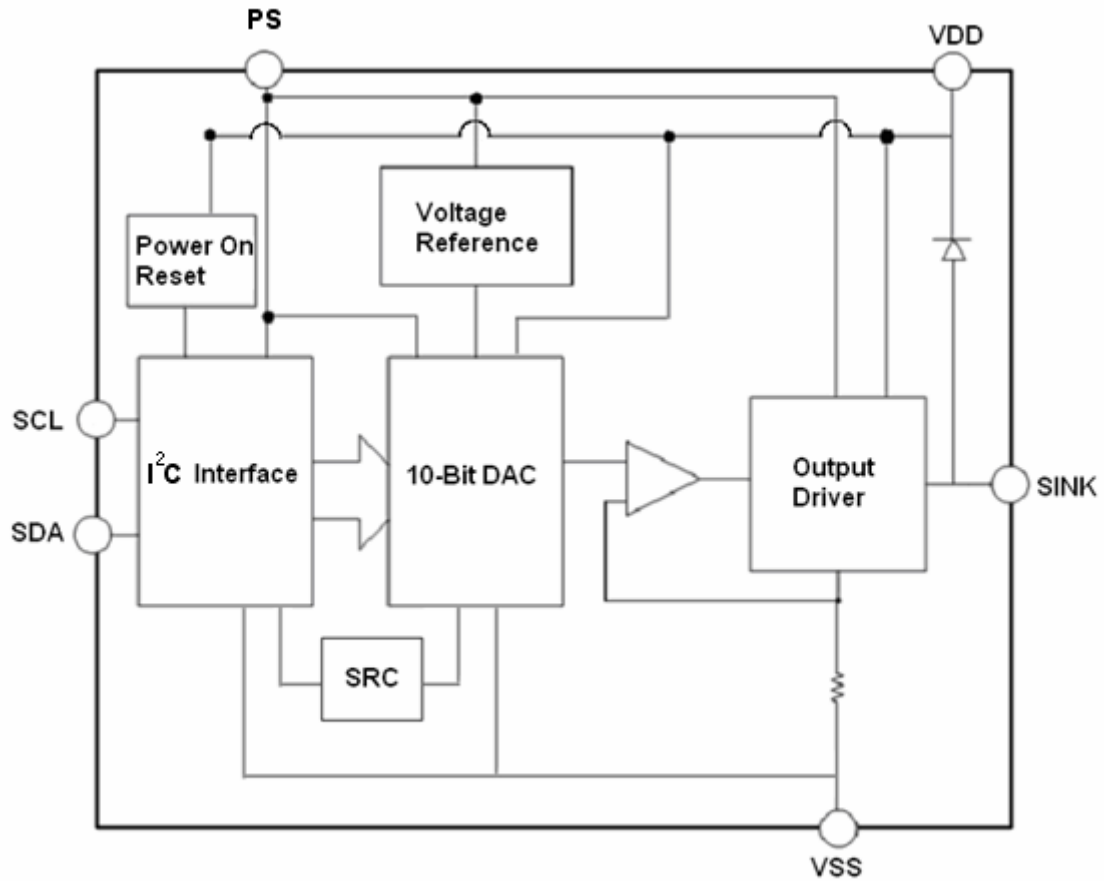 PS
VDD
Power On
Reset
Voltage
Reference
SCL
SDA
I²C Interface
10-Bit DAC
Output
Driver
SINK
SRC
VSS